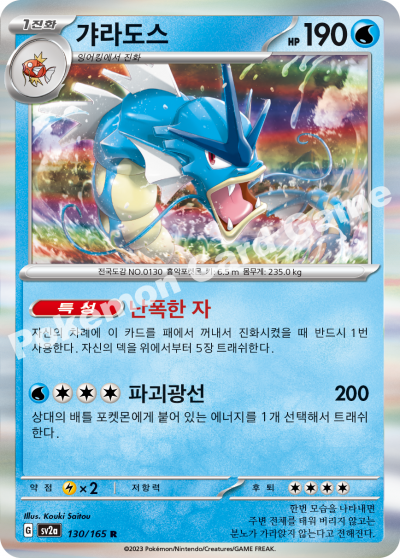 1진화
갸라도스
HP 190
잉어킹에서 진화
전국도감 NO.0130 흉악포켓몬 키: 6.5 m 몸무게: 235.0 kg
특성 난폭한 자
자신의 차례에 이 카드를 패에서 꺼내서 진화시켰을 때 반드시 1번
사용한다. 자신의 덱을 위에서부터 5장 트래쉬한다.
파괴광선 200
상대의 배틀 포켓몬에게 붙어 있는 에너지를 1개 선택해서 트래쉬
한다.
약점 ×2 저항력 후퇴
Illus. Kouki Saitou
G sv2a 130/165 R
한번 모습을 나타내면
주변 전체를 태워 버리지 않고는
분노가 가라앉지 않는다고 전해진다.
©2023 Pokémon/Nintendo/Creatures/GAME FREAK.
Pokémon Card Game